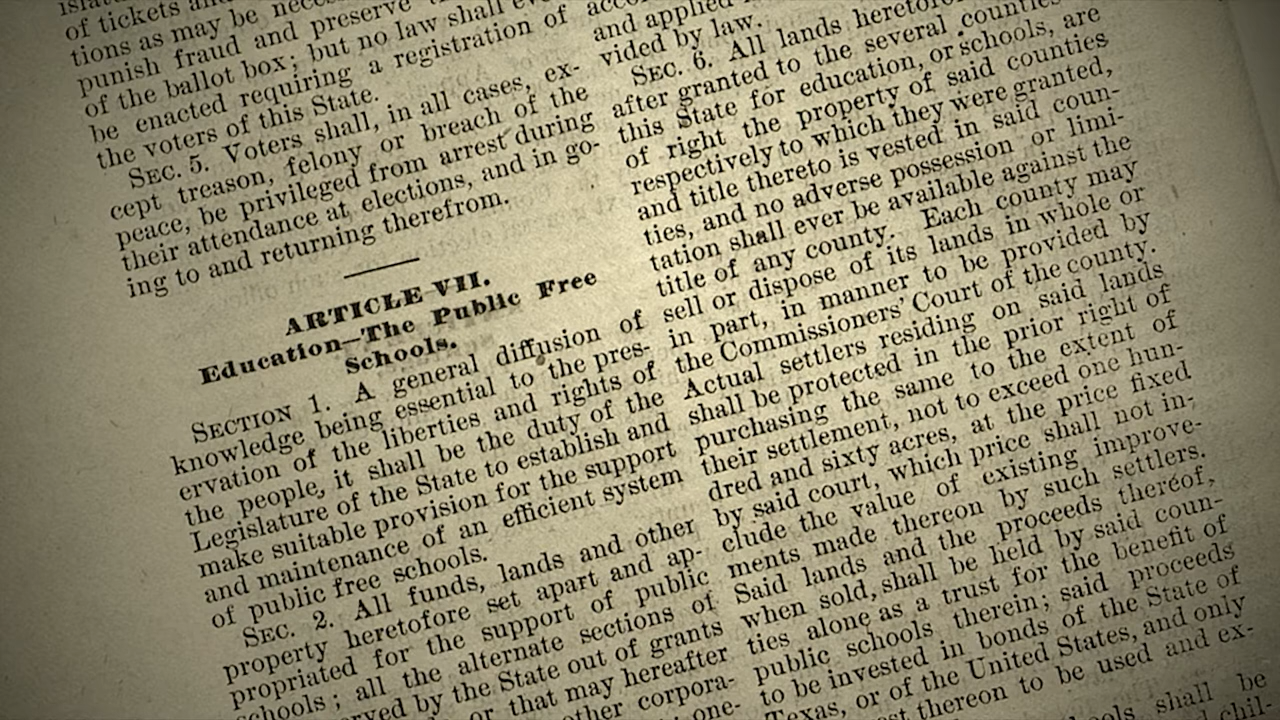 of tickets and
tions as may be
punish fraud and preserve
of the ballot box; but no law shall
be enacted requiring a registration of
the voters of this State.
SEC. 5. Voters shall, in all cases, ex-
cept treason, felony or breach of the
peace, be privileged from arrest during
their attendance at elections, and in go-
ing to and returning therefrom.
ARTICLE VII.
Education—The Public Free
Schools.
SECTION 1. A general diffusion of
knowledge being essential to the pres-
ervation of the liberties and rights of
the people, it shall be the duty of the
Legislature of the State to establish and
make suitable provision for the support
and maintenance of an efficient system
of public free schools.
SEC. 2. All funds, lands and other
property heretofore set apart and ap-
propriated for the support of public
schools; all the alternate sections of
by the State out of grants
or that may hereafter
other corpora-
one-
and applied
vided by law.
SEC. 6. All lands
after granted to the several counties
this State for education, or schools, are
of right the property of said counties
respectively to which they were granted,
and title thereto is vested in said coun-
ties, and no adverse possession or limi-
tation shall ever be available against the
title of any county. Each county may
sell or dispose of its lands in whole or
in part, in manner to be provided by
the Commissioners' Court of the county.
Actual settlers residing on said lands
shall be protected in the prior right of
purchasing the same to the extent of
their settlement, not to exceed one hun-
dred and sixty acres, at the price fixed
by said court, which price shall not in-
clude the value of existing improve-
ments made thereon by such settlers.
Said lands and the proceeds thereof,
when sold, shall be held by said coun-
ties alone as a trust for the benefit of
public schools therein; said proceeds
to be invested in bonds of the State of
Texas, or of the United States, and only
thereon to be used and ex-
shall be
chil-